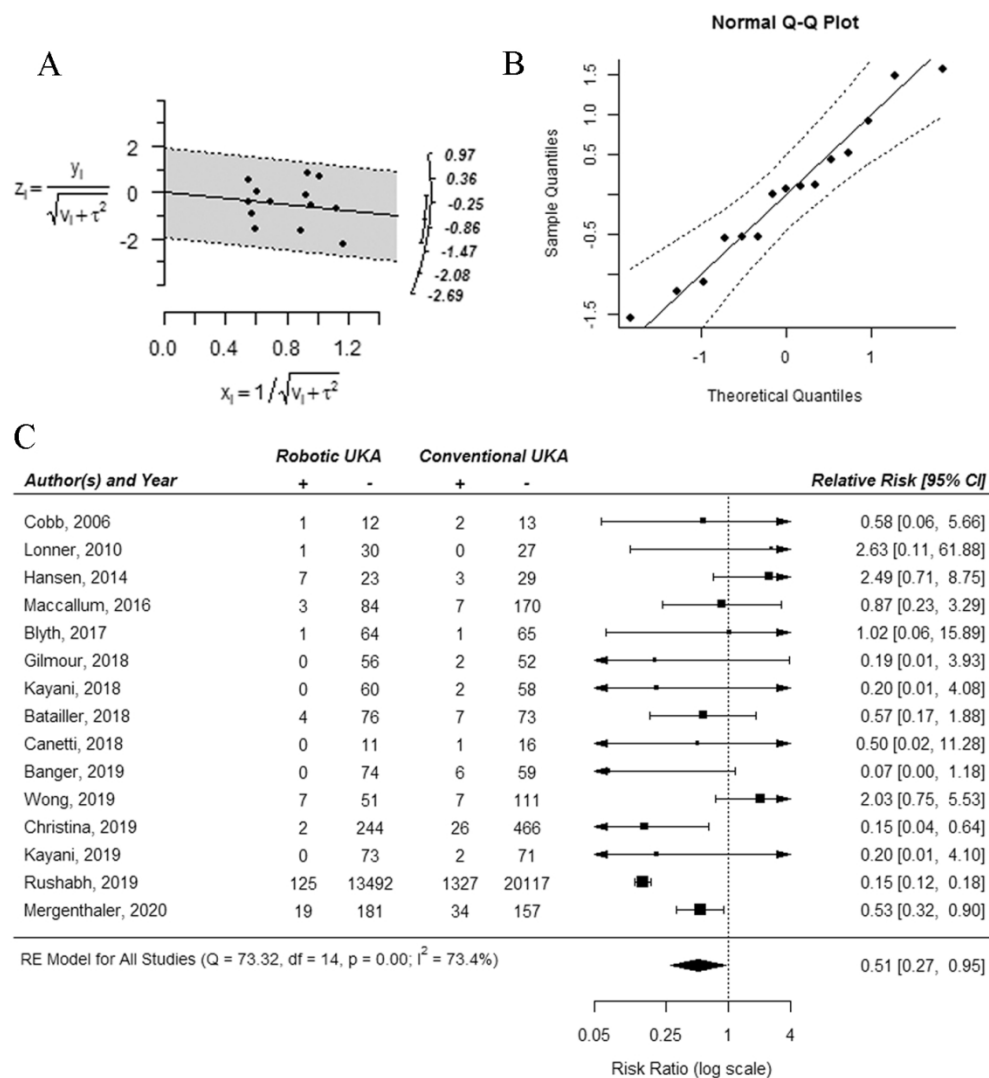 A
z_i = y_i / √v_i + τ²
2
0
-2
0.97
0.36
-0.25
-0.86
-1.47
-2.08
-2.69
0.0 0.4 0.8 1.2
x_i = 1 / √v_i + τ²
B
Normal Q-Q Plot
Sample Quantiles
1.5
0.5
-0.5
-1.5
-1 0 1
Theoretical Quantiles
C
Robotic UKA Conventional UKA
Author(s) and Year + - + - Relative Risk [95% CI]
Cobb, 2006 1 12 2 13 0.58 [0.06, 5.66]
Lonner, 2010 1 30 0 27 2.63 [0.11, 61.88]
Hansen, 2014 7 23 3 29 2.49 [0.71, 8.75]
Maccallum, 2016 3 84 7 170 0.87 [0.23, 3.29]
Blyth, 2017 1 64 1 65 1.02 [0.06, 15.89]
Gilmour, 2018 0 56 2 52 0.19 [0.01, 3.93]
Kayani, 2018 0 60 2 58 0.20 [0.01, 4.08]
Batailler, 2018 4 76 7 73 0.57 [0.17, 1.88]
Canetti, 2018 0 11 1 16 0.50 [0.02, 11.28]
Banger, 2019 0 74 6 59 0.07 [0.00, 1.18]
Wong, 2019 7 51 7 111 2.03 [0.75, 5.53]
Christina, 2019 2 244 26 466 0.15 [0.04, 0.64]
Kayani, 2019 0 73 2 71 0.20 [0.01, 4.10]
Rushabh, 2019 125 13492 1327 20117 0.15 [0.12, 0.18]
Mergenthaler, 2020 19 181 34 157 0.53 [0.32, 0.90]
RE Model for All Studies (Q = 73.32, df = 14, p = 0.00; I² = 73.4%) 0.51 [0.27, 0.95]
0.05 0.25 1 4
Risk Ratio (log scale)